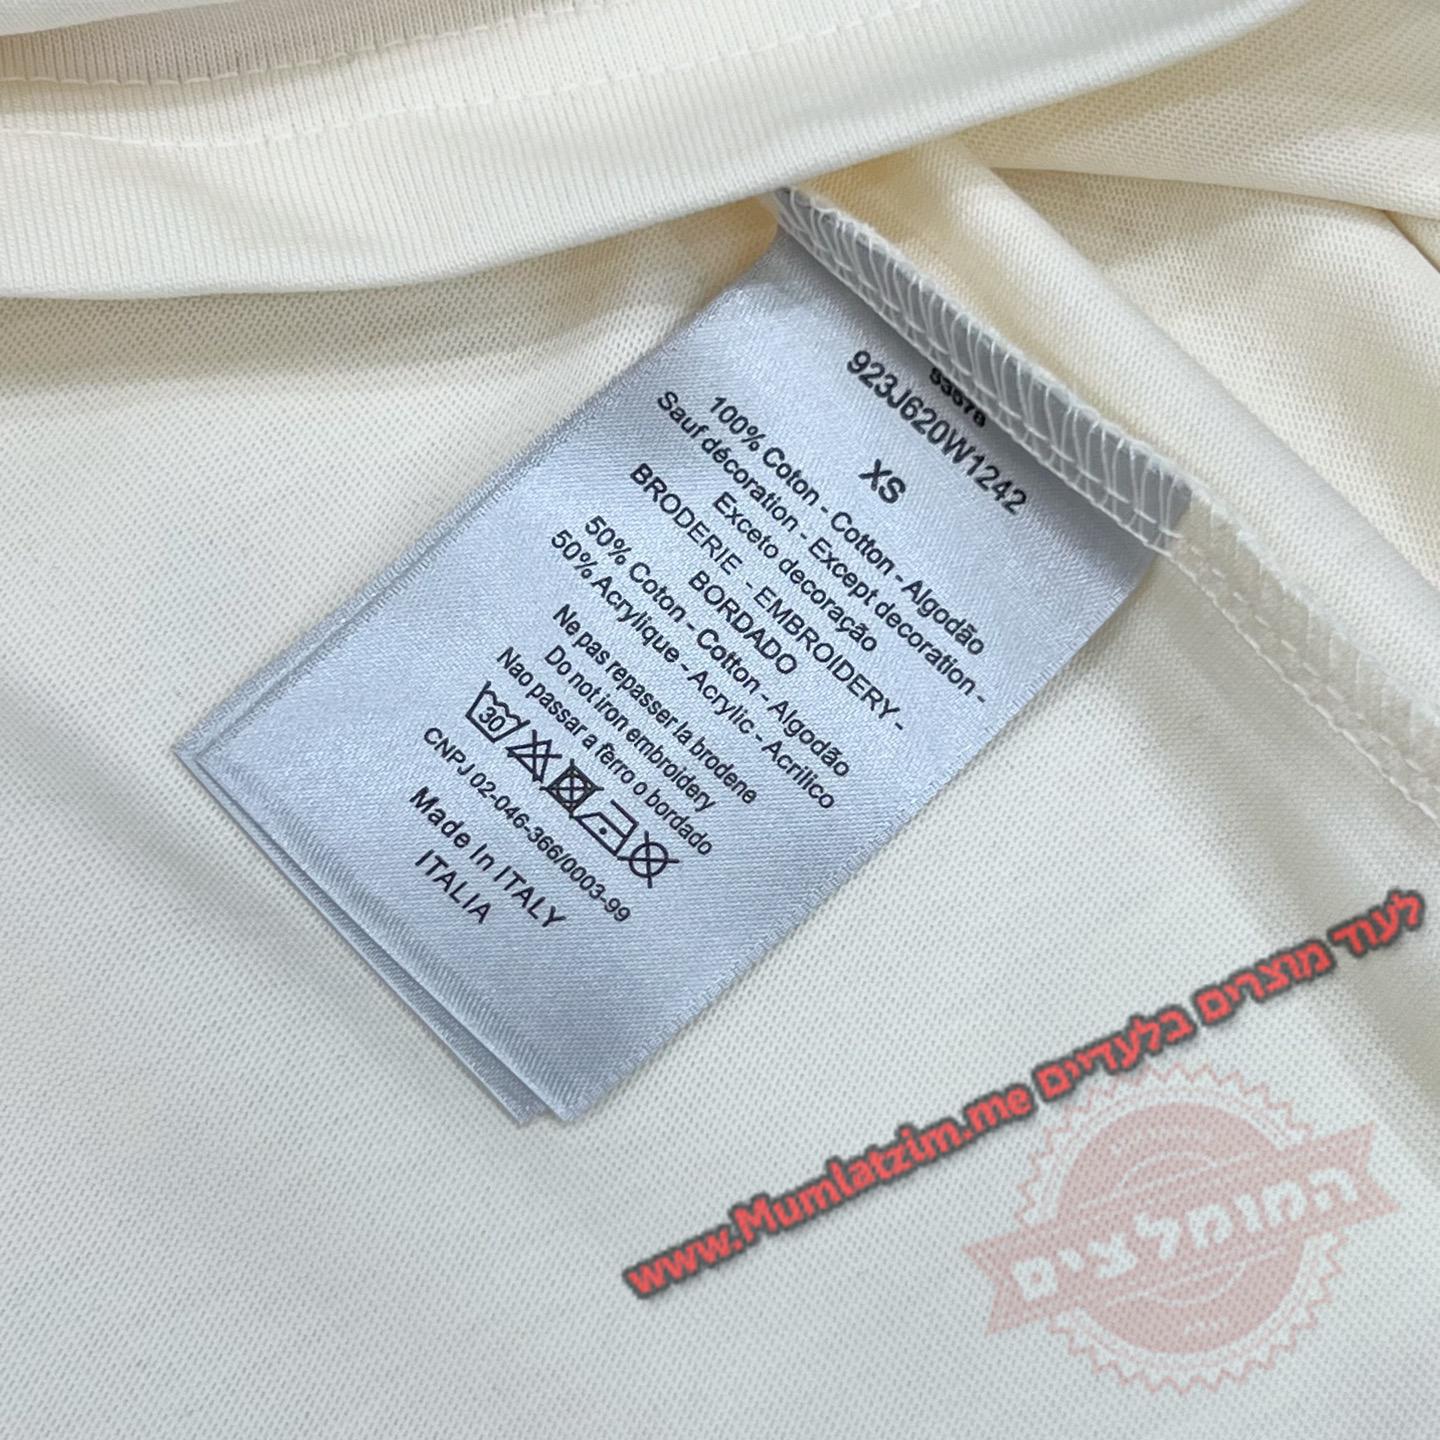 923J620W1242
XS
100% Coton - Cotton - Algodão
Sauf décoration - Except decoration -
Exceto decoração
BRODERIE - EMBROIDERY -
BORDADO
50% Coton - Cotton - Algodão
50% Acrylique - Acrylic - Acrilico
Ne pas repasser la brodene
Do not iron embroidery
Nao passar a ferro o bordado
30
CNPJ 02-046-366/0003-99
Made In ITALY
ITALIA
לעוד מוצרים בלעדיים www.Mumlatzim.me
המומלצים